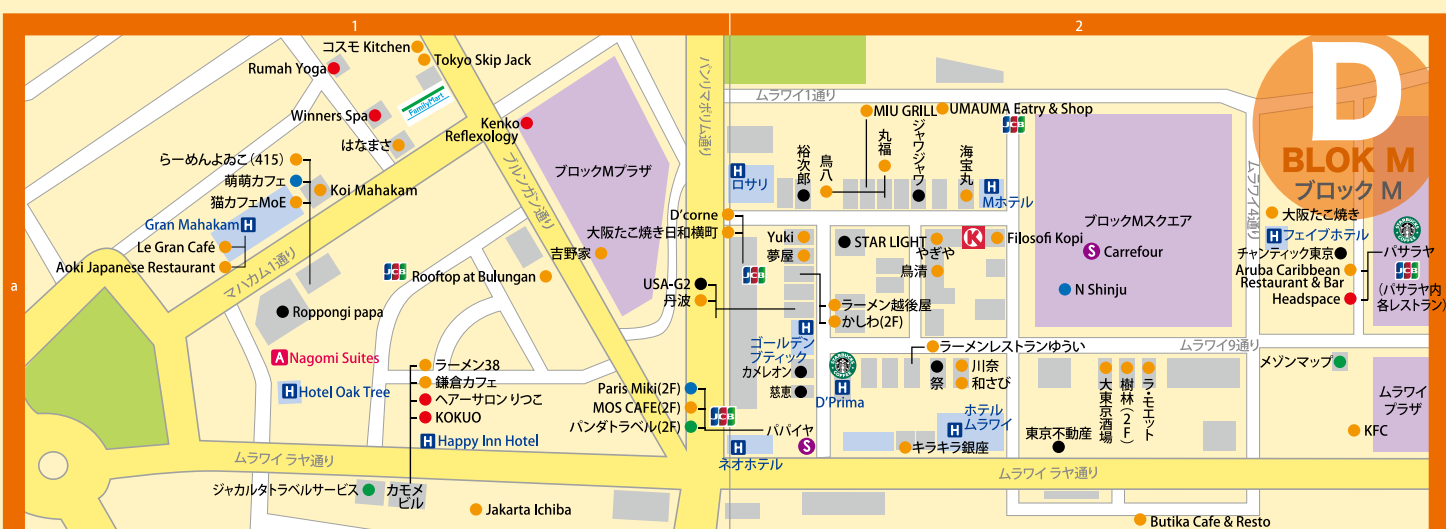 1
2
a
D
BLOK M
ブロック M
コスモ Kitchen
Tokyo Skip Jack
Rumah Yoga
FamilyMart
Winners Spa
はなまさ
Kenko
Reflexology
らーめんよゐこ(415)
萌萌カフェ
猫カフェMoE
Koi Mahakam
Gran Mahakam
H
Le Gran Café
Aoki Japanese Restaurant
マハカム1通り
ブルンガン通り
ブロックMプラザ
吉野家
JCB
Rooftop at Bulungan
Roppongi papa
A
Nagomi Suites
H
Hotel Oak Tree
ラーメン38
鎌倉カフェ
ヘアーサロン りつこ
KOKUO
H
Happy Inn Hotel
ムラワイ ラヤ通り
ジャカルタトラベルサービス
カモメ
ビル
Jakarta Ichiba
パンリマポリム通り
D'corne
大阪たこ焼き日和横町
JCB
USA-G2
丹波
Paris Miki(2F)
MOS CAFE(2F)
パンダトラベル(2F)
JCB
パパイヤ
S
H
ネオホテル
ムラワイ1通り
H
ロサリ
裕次郎
鳥八
MIU GRILL
丸福
ジャワジャワ
UMAUMA Eatry & Shop
JCB
海宝丸
H
Mホテル
Yuki
夢屋
STAR LIGHT
やぎや
鳥清
K
Filosofi Kopi
ラーメン越後屋
かしわ(2F)
H
ゴールデン
ブティック
カメレオン
慈恵
STARBUCKS COFFEE
H
D'Prima
ラーメンレストランゆうい
祭
川奈
和さび
ホテル
H
ムラワイ
キラキラ銀座
ブロックMスクエア
S
Carrefour
N Shinju
ムラワイ4通り
ムラワイ9通り
大阪たこ焼き
H
フェイブホテル
チャンティック東京
Aruba Caribbean
Restaurant & Bar
Headspace
STARBUCKS COFFEE
パサラヤ
JCB
(パサラヤ内
各レストラン)
メゾンマップ
ムラワイ
プラザ
KFC
東京不動産
大東京酒場
樹林(2F)
ラ・モエット
ムラワイ ラヤ通り
Butika Cafe & Resto